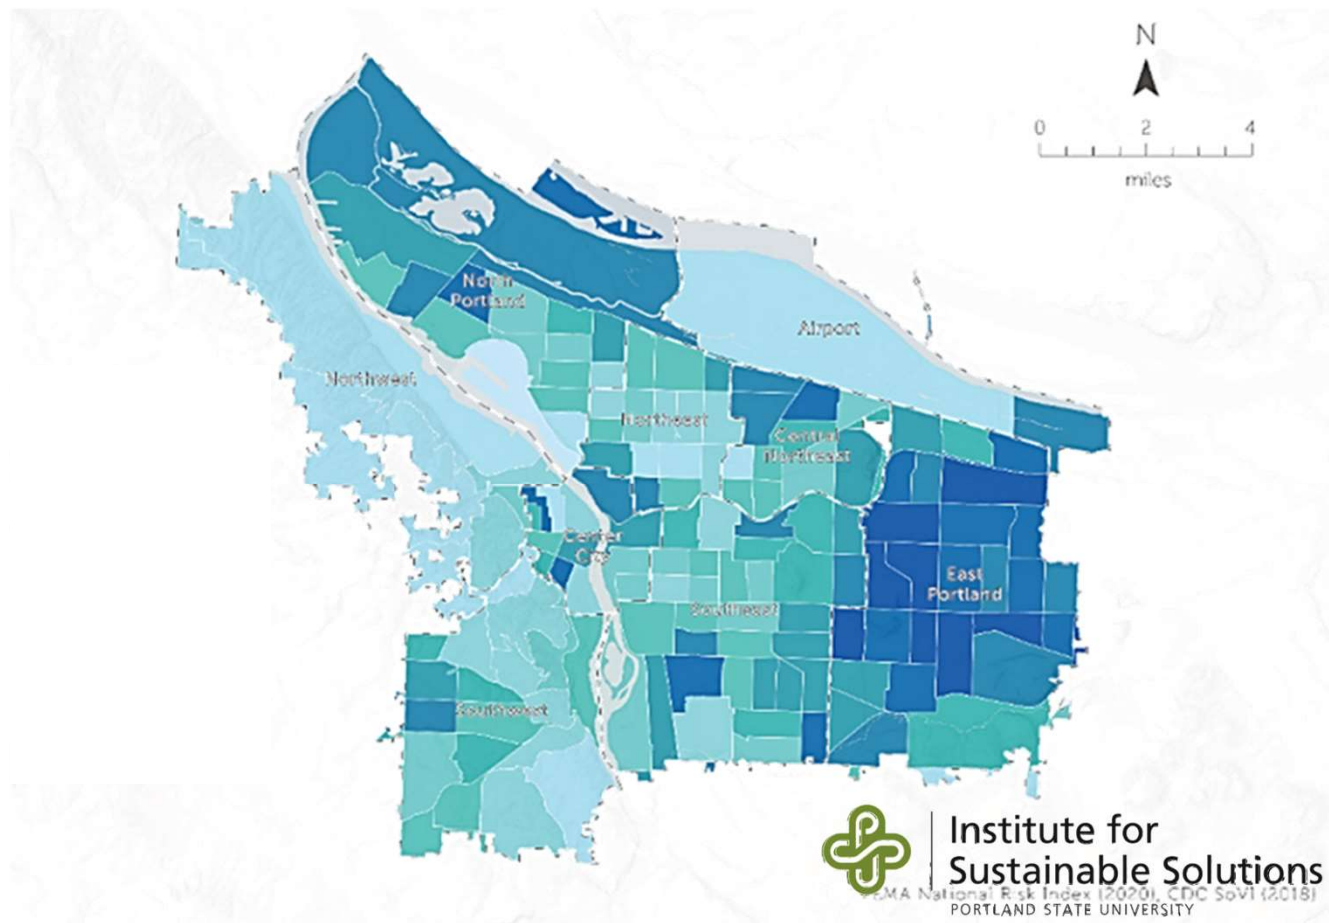 N
0 2 4
miles
North
Portland
Airport
Northwest
Northeast
Central
Northeast
Center
City
East
Portland
Southeast
Southwest
Institute for
Sustainable Solutions
National Risk Index (2020), CDC SoVI (2018)
PORTLAND STATE UNIVERSITY